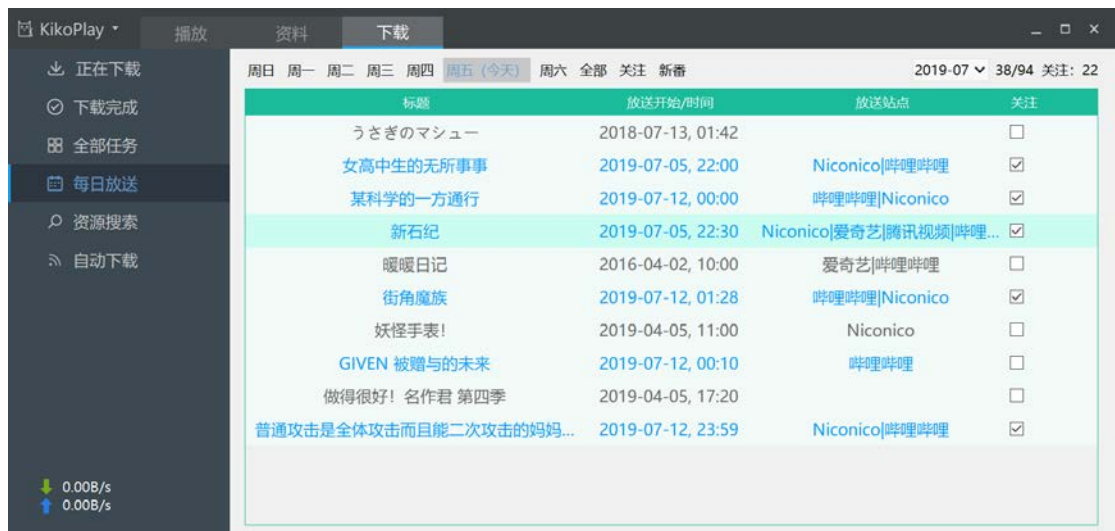 KikoPlay 播放 资料 下载
正在下载
下载完成
全部任务
每日放送
资源搜索
自动下载
0.00B/s
0.00B/s
周日 周一 周二 周三 周四 周五 (今天) 周六 全部 关注 新番 2019-07 38/94 关注: 22
标题 放送开始/时间 放送站点 关注
うさぎのマシュー 2018-07-13, 01:42
女高中生的无所事事 2019-07-05, 22:00 Niconico|哔哩哔哩
某科学的一方通行 2019-07-12, 00:00 哔哩哔哩|Niconico
新石纪 2019-07-05, 22:30 Niconico|爱奇艺|腾讯视频|哔哩...
暖暖日记 2016-04-02, 10:00 爱奇艺|哔哩哔哩
街角魔族 2019-07-12, 01:28 哔哩哔哩|Niconico
妖怪手表! 2019-04-05, 11:00 Niconico
GIVEN 被赠与的未来 2019-07-12, 00:10 哔哩哔哩
做得很好！名作君 第四季 2019-04-05, 17:20
普通攻击是全体攻击而且能二次攻击的妈妈... 2019-07-12, 23:59 Niconico|哔哩哔哩